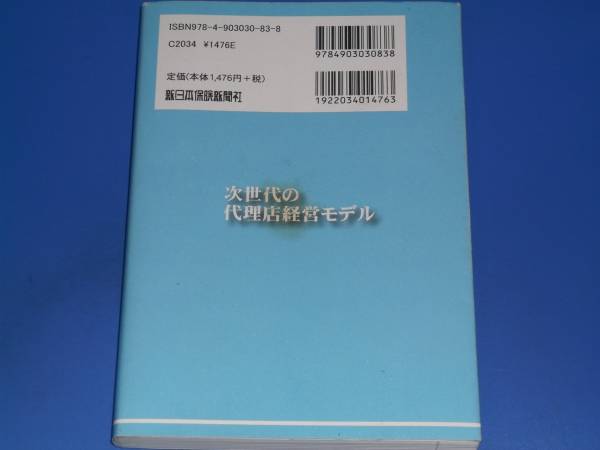 ISBN978-4-903030-83-8
C2034 ¥1476E
定価(本体1,476円+税)
新日本保険新聞社
9784903030838
1922034014763
次世代の
代理店経営モデル